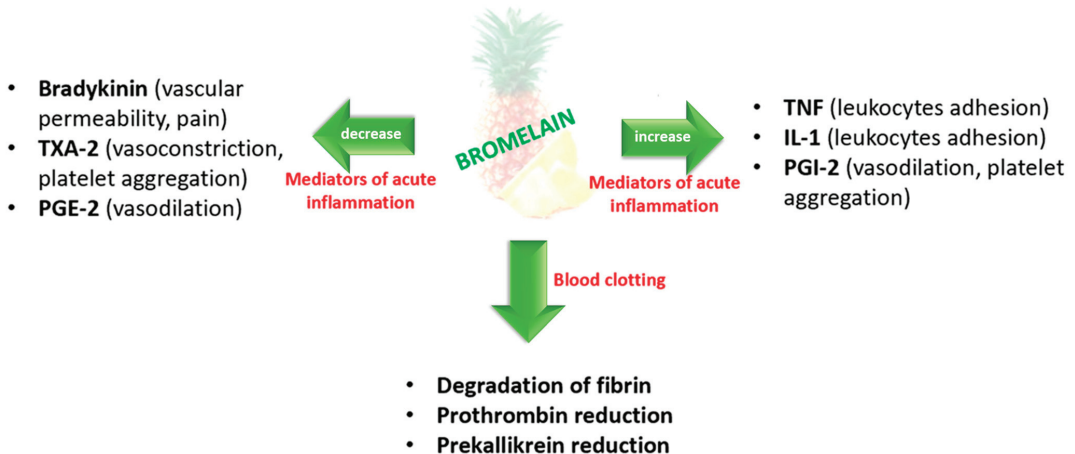 • Bradykinin (vascular
permeability, pain)
• TXA-2 (vasoconstriction,
platelet aggregation)
• PGE-2 (vasodilation)
decrease
Mediators of acute
inflammation
BROMELAIN
increase
Mediators of acute
inflammation
• TNF (leukocytes adhesion)
• IL-1 (leukocytes adhesion)
• PGI-2 (vasodilation, platelet
aggregation)
Blood clotting
• Degradation of fibrin
• Prothrombin reduction
• Prekallikrein reduction